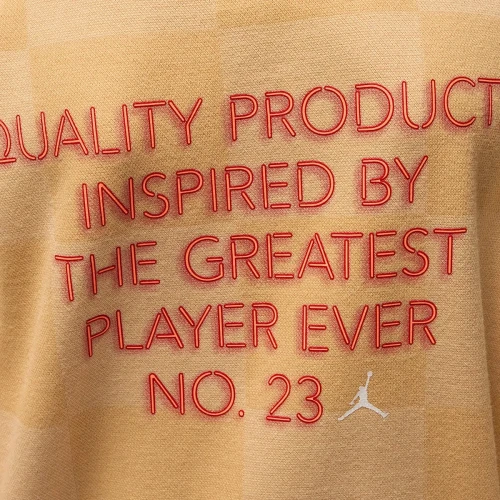 QUALITY PRODUCT
INSPIRED BY
THE GREATEST
PLAYER EVER
NO. 23